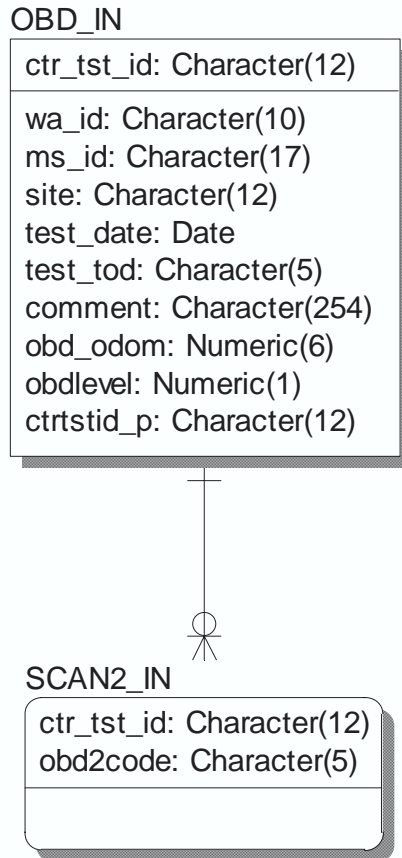 OBD_IN
ctr_tst_id: Character(12)
wa_id: Character(10)
ms_id: Character(17)
site: Character(12)
test_date: Date
test_tod: Character(5)
comment: Character(254)
obd_odom: Numeric(6)
obdlevel: Numeric(1)
ctrtstid_p: Character(12)
SCAN2_IN
ctr_tst_id: Character(12)
obd2code: Character(5)